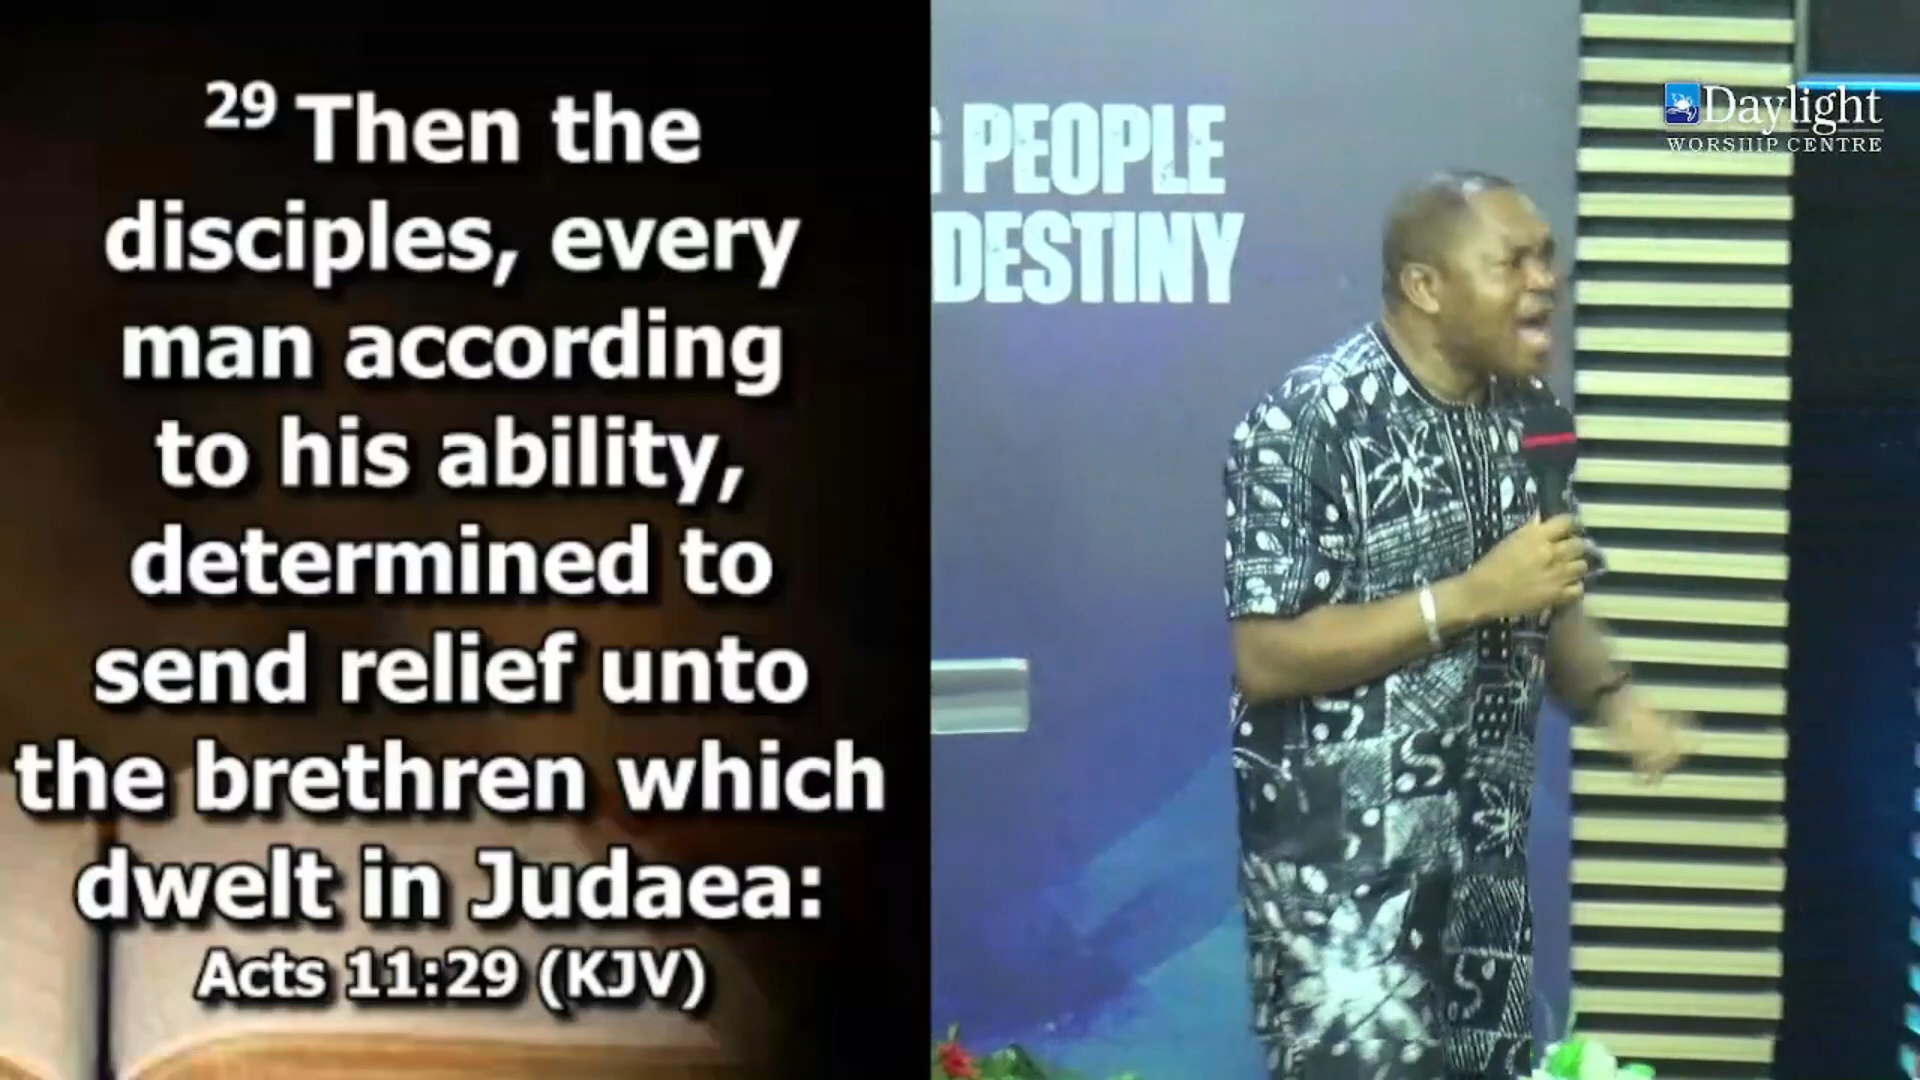 29 Then the
disciples, every
man according
to his ability,
determined to
send relief unto
the brethren which
dwelt in Judaea:
Acts 11:29 (KJV)
PEOPLE
DESTINY
Daylight
WORSHIP CENTRE